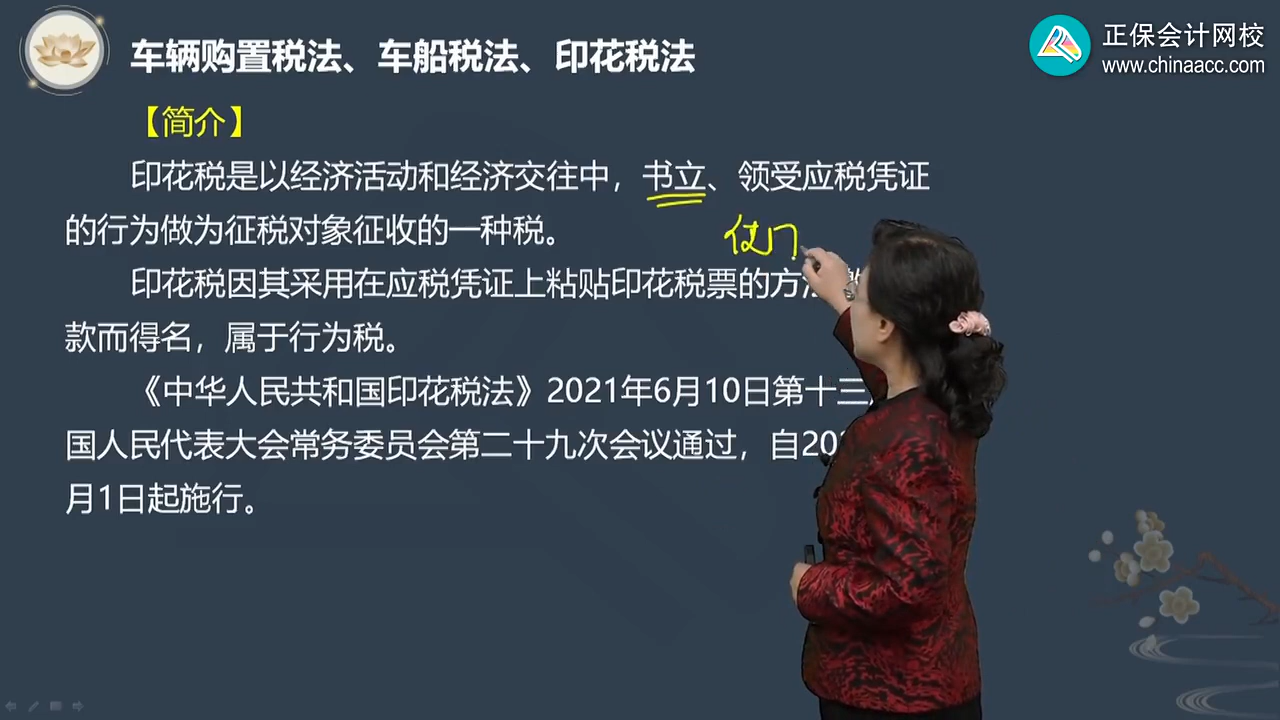 车辆购置税法、车船税法、印花税法
正保会计网校
www.chinaacc.com
【简介】
印花税是以经济活动和经济交往中，书立、领受应税凭证
的行为做为征税对象征收的一种税。
使
印花税因其采用在应税凭证上粘贴印花税票的方法
款而得名，属于行为税。
《中华人民共和国印花税法》2021年6月10日第十三
国人民代表大会常务委员会第二十九次会议通过，自20
月1日起施行。